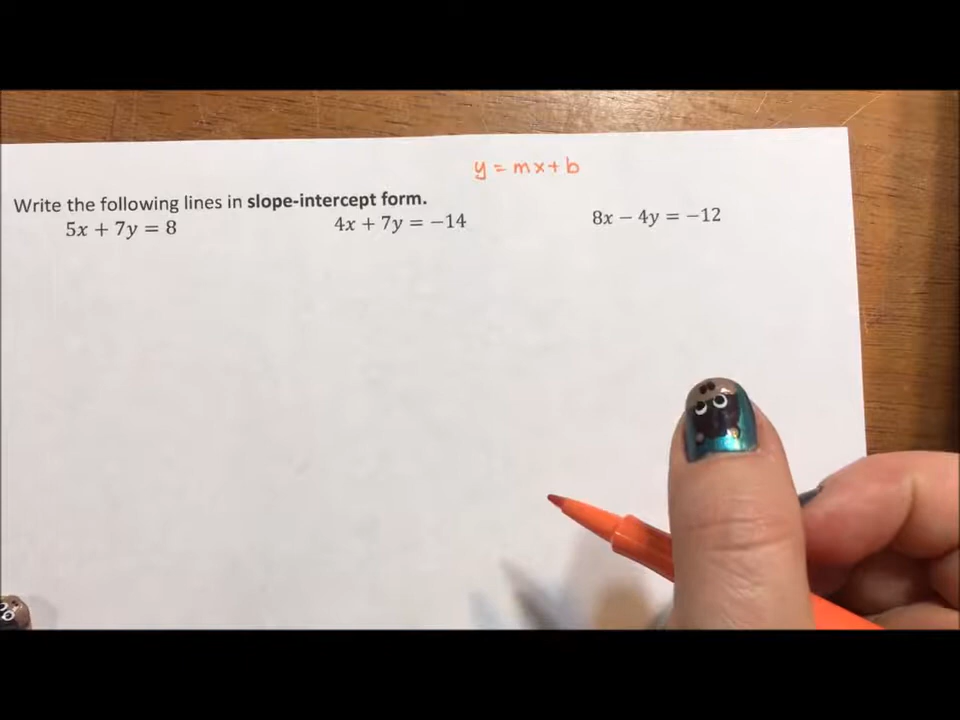 y = mx + b
Write the following lines in slope-intercept form.
5x + 7y = 8
4x + 7y = −14
8x − 4y = −12